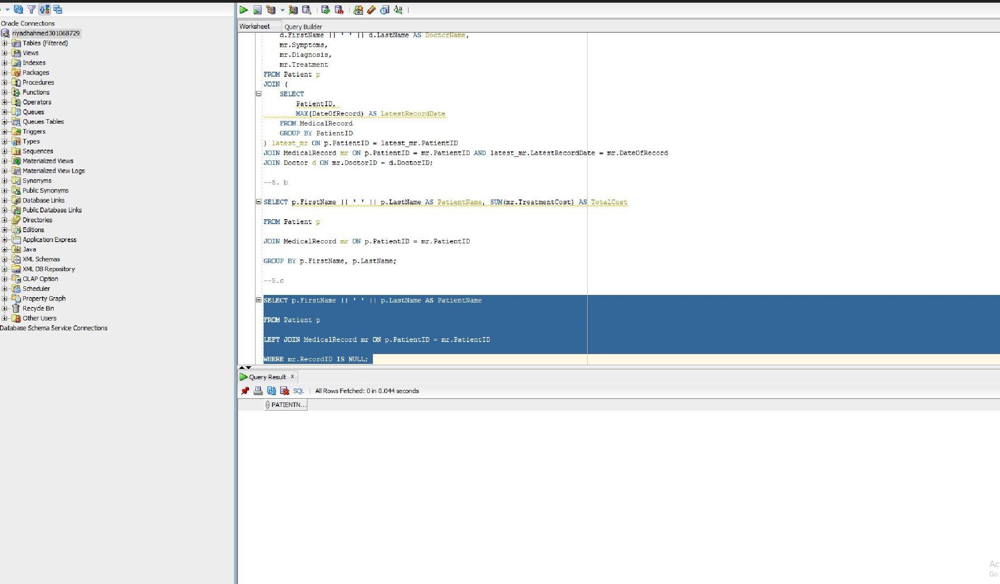 Oracle Connections
riyadhahmed301068729
Tables (Filtered)
Views
Indexes
Packages
Procedures
Functions
Operators
Queues
Queues Tables
Triggers
Types
Sequences
Materialized Views
Materialized View Logs
Synonyms
Public Synonyms
Database Links
Public Database Links
Directories
Editions
Application Express
Java
XML Schemas
XML DB Repository
OLAP Option
Scheduler
Property Graph
Recycle Bin
Other Users
Database Schema Service Connections
Worksheet Query Builder
d.FirstName || ' ' || d.LastName AS DoctorName,
mr.Symptoms,
mr.Diagnosis,
mr.Treatment
FROM Patient p
JOIN (
SELECT
PatientID,
MAX(DateOfRecord) AS LatestRecordDate
FROM MedicalRecord
GROUP BY PatientID
) latest_mr ON p.PatientID = latest_mr.PatientID
JOIN MedicalRecord mr ON p.PatientID = mr.PatientID AND latest_mr.LatestRecordDate = mr.DateOfRecord
JOIN Doctor d ON mr.DoctorID = d.DoctorID;
--5. b
SELECT p.FirstName || ' ' || p.LastName AS PatientName, SUM(mr.TreatmentCost) AS TotalCost
FROM Patient p
JOIN MedicalRecord mr ON p.PatientID = mr.PatientID
GROUP BY p.FirstName, p.LastName;
--5.c
SELECT p.FirstName || ' ' || p.LastName AS PatientName
FROM Patient p
LEFT JOIN MedicalRecord mr ON p.PatientID = mr.PatientID
WHERE mr.RecordID IS NULL;
Query Result x
SQL | All Rows Fetched: 0 in 0.044 seconds
PATIENTN...
Ac
Go